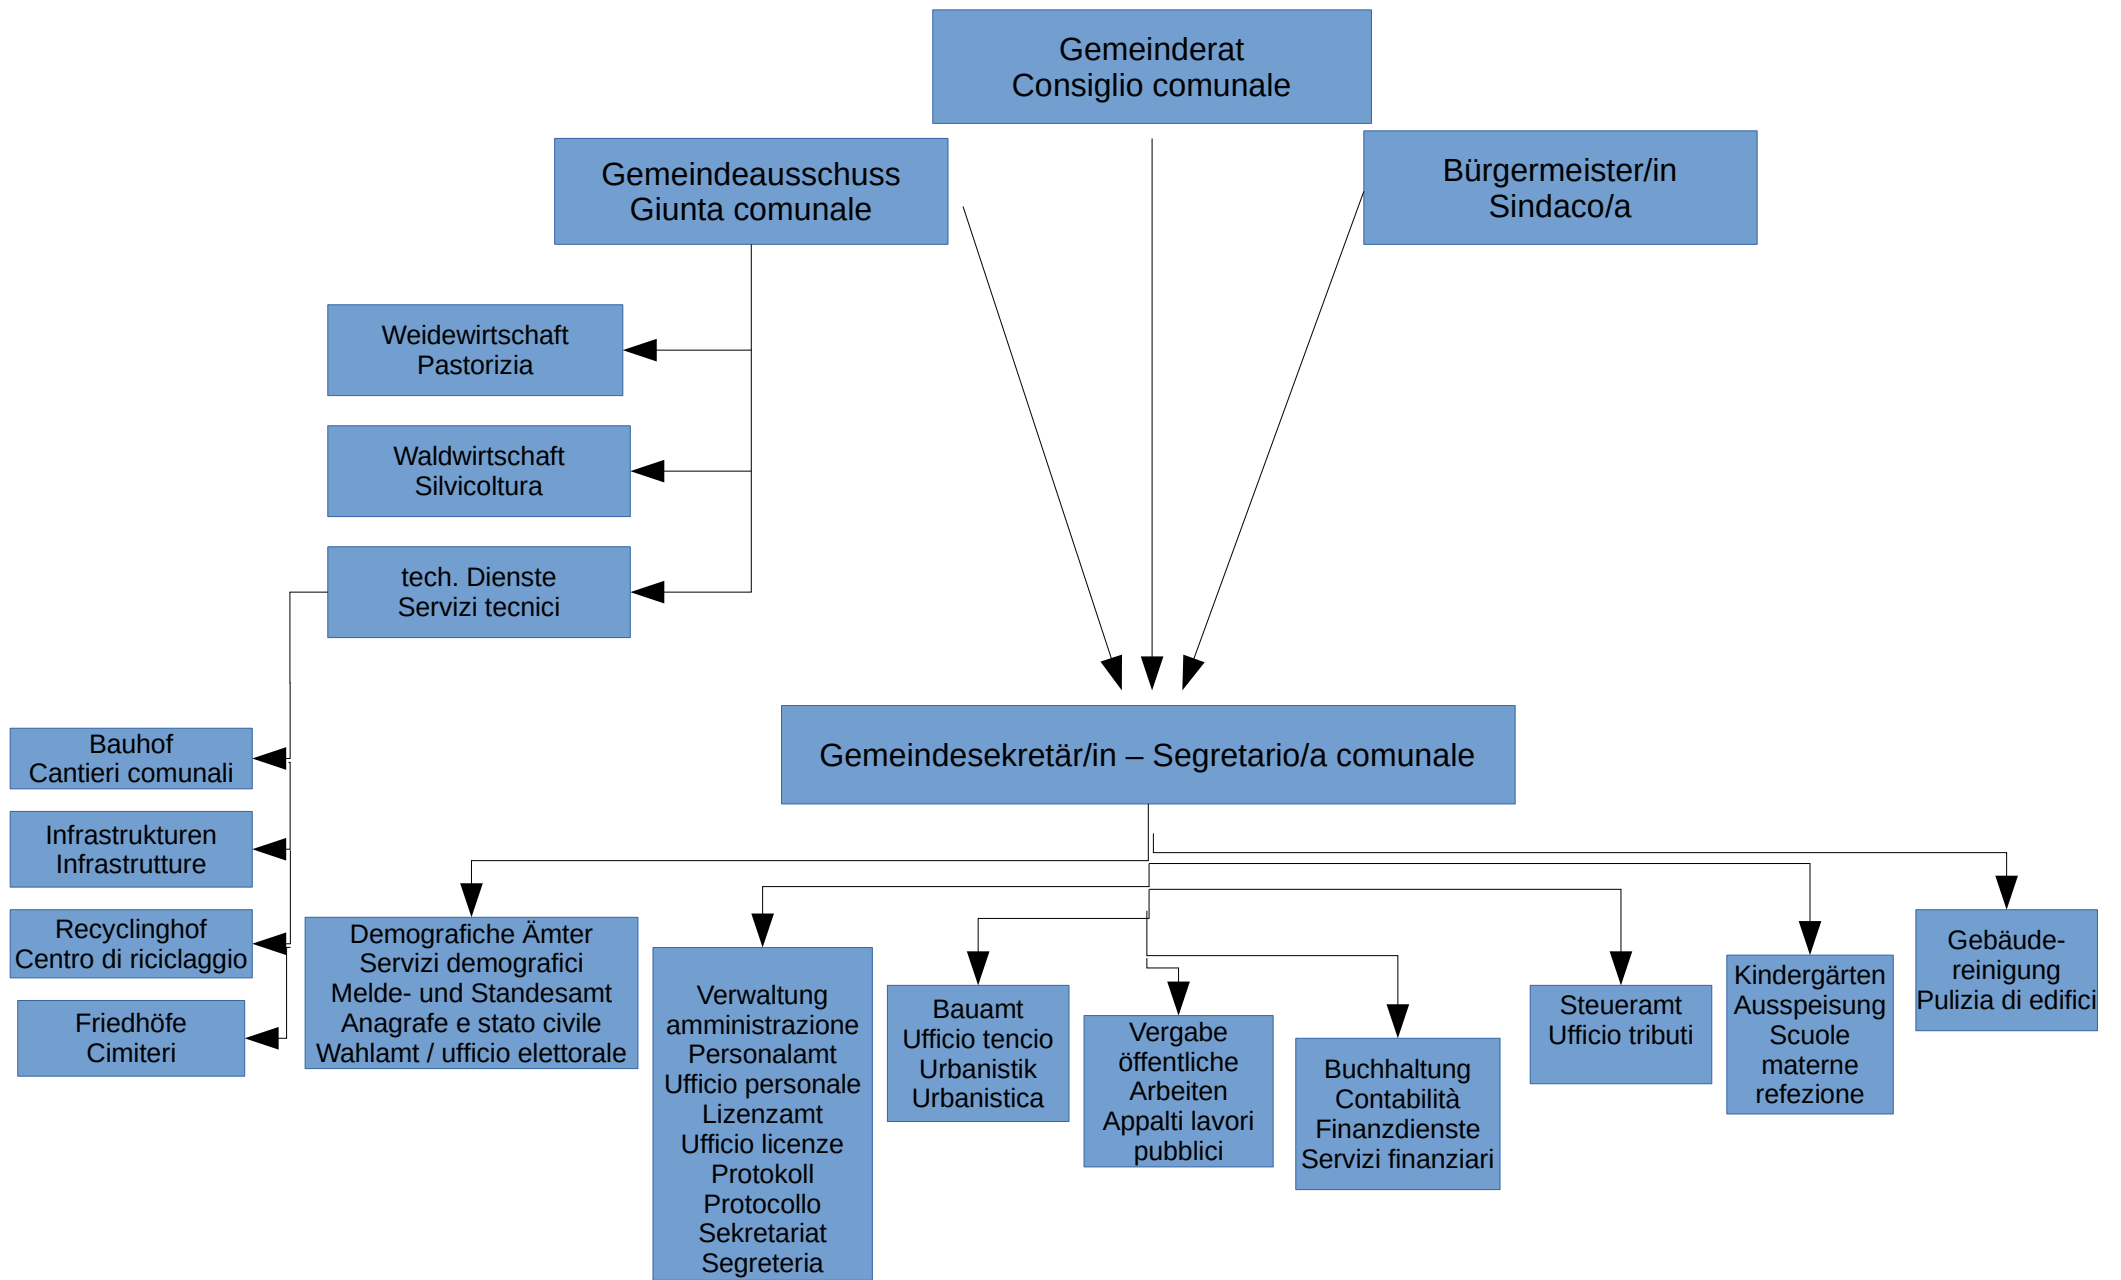 Gemeinderat
Consiglio comunale
Gemeindeausschuss
Giunta comunale
Bürgermeister/in
Sindaco/a
Weidewirtschaft
Pastorizia
Waldwirtschaft
Silvicoltura
tech. Dienste
Servizi tecnici
Gemeindesekretär/in – Segretario/a comunale
Bauhof
Cantieri comunali
Infrastrukturen
Infrastrutture
Recyclinghof
Centro di riciclaggio
Friedhöfe
Cimiteri
Demografiche Ämter
Servizi demografici
Melde- und Standesamt
Anagrafe e stato civile
Wahlamt / ufficio elettorale
Verwaltung
amministrazione
Personalamt
Ufficio personale
Lizenzamt
Ufficio licenze
Protokoll
Protocollo
Sekretariat
Segreteria
Bauamt
Ufficio tencio
Urbanistik
Urbanistica
Vergabe
öffentliche
Arbeiten
Appalti lavori
pubblici
Buchhaltung
Contabilità
Finanzdienste
Servizi finanziari
Steueramt
Ufficio tributi
Kindergärten
Ausspeisung
Scuole
materne
refezione
Gebäude-
reinigung
Pulizia di edifici